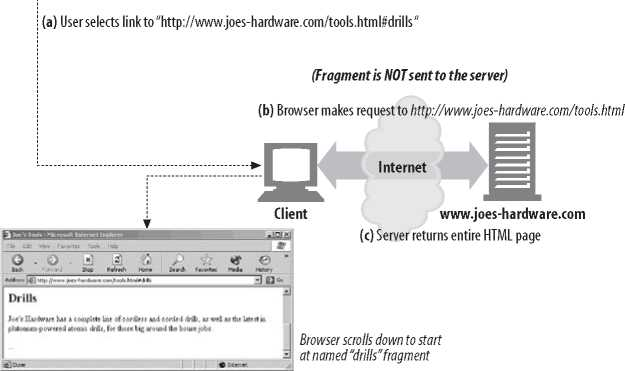 (a) User selects link to “http://www.joes-hardware.com/tools.html#drills“
(Fragment is NOT sent to the server)
(b) Browser makes request to http://www.joes-hardware.com/tools.html
Internet
Client
www.joes-hardware.com
(c) Server returns entire HTML page
Joe's Tools - Microsoft Internet Explorer
File Edit View Favorites Tools Help
Back Forward Stop Refresh Home Search Favorites Media History
Address http://www.joes-hardware.com/tools.html#drills Go
Drills
Joe's Hardware has a complete line of cordless and corded drills, as well as the latest in
plutonium-powered atomic drills, for those big around the house jobs.
...
Done Internet
Browser scrolls down to start
at named “drills” fragment